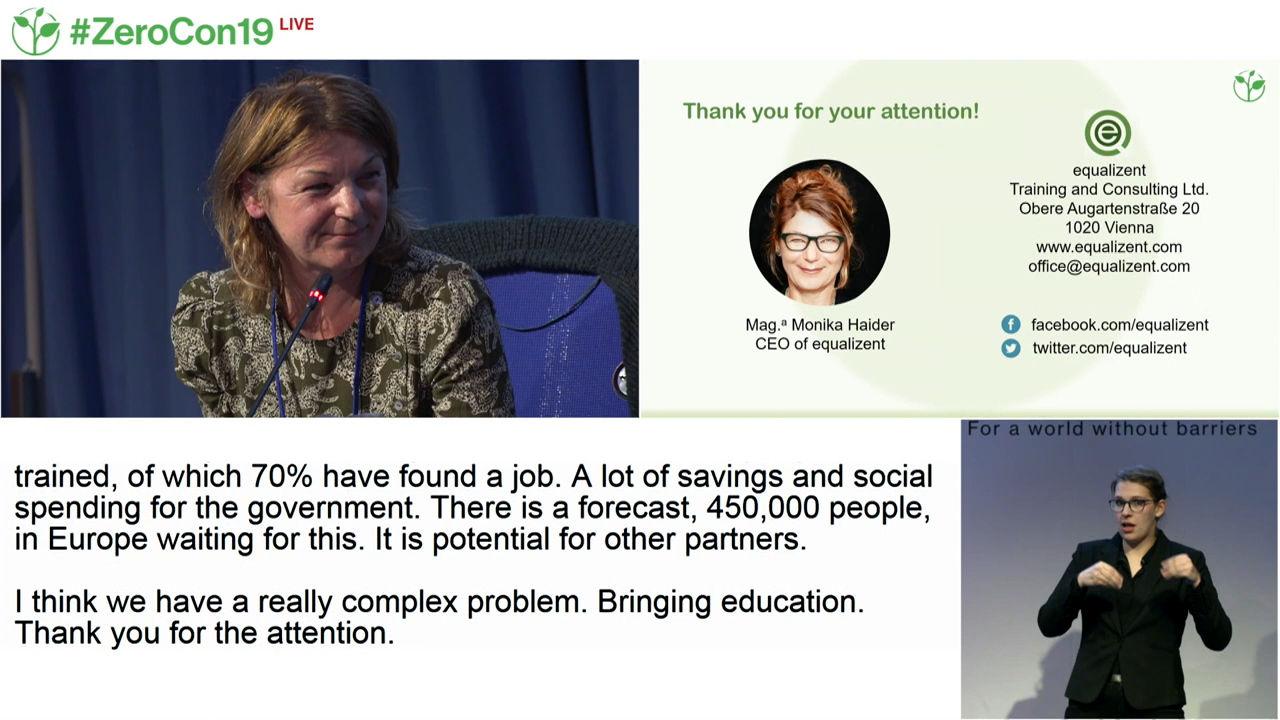 #ZeroCon19 LIVE
Thank you for your attention!
e
equalizent
Training and Consulting Ltd.
Obere Augartenstraße 20
1020 Vienna
www.equalizent.com
office@equalizent.com
Mag.ª Monika Haider
CEO of equalizent
f facebook.com/equalizent
twitter.com/equalizent
trained, of which 70% have found a job. A lot of savings and social
spending for the government. There is a forecast, 450,000 people,
in Europe waiting for this. It is potential for other partners.
I think we have a really complex problem. Bringing education.
Thank you for the attention.
For a world without barriers